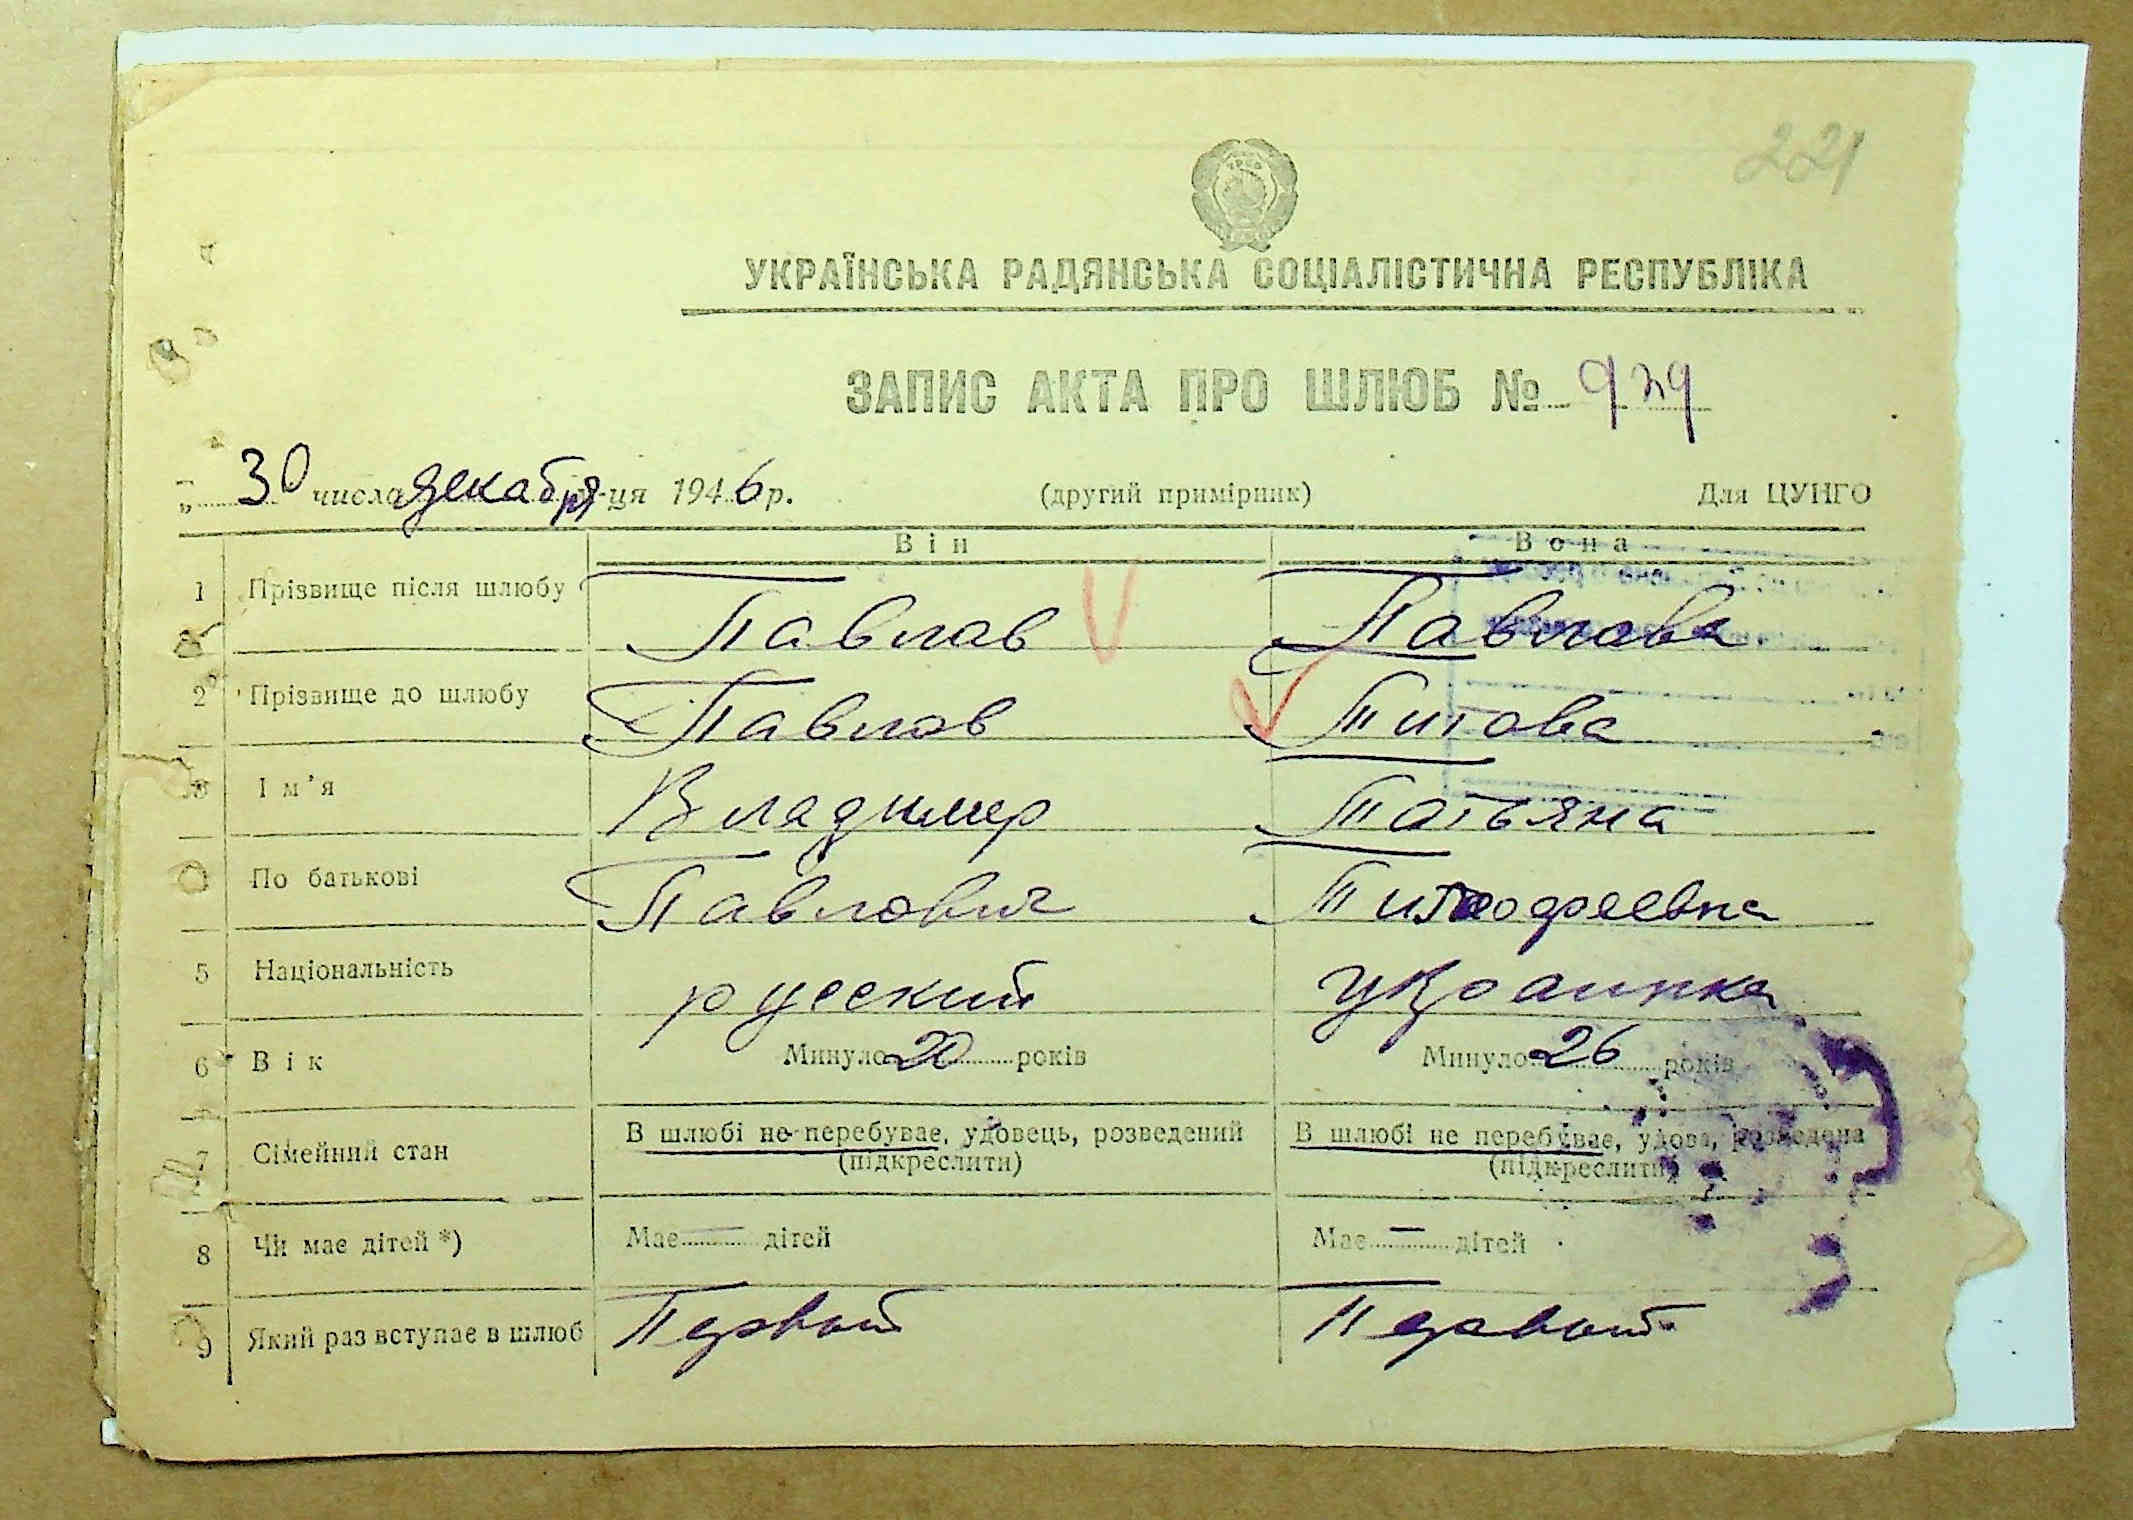 221
УКРАЇНСЬКА РАДЯНСЬКА СОЦІАЛІСТИЧНА РЕСПУБЛІКА
ЗАПИС АКТА ПРО ШЛЮБ № 929
„ 30 числа декабря ця 1946 р. (другий примірник) Для ЦУНГО
Він Вона
1 Прізвище після шлюбу Павлов Павлова
2 Прізвище до шлюбу Павлов Титова
3 Ім'я Владимер Татьяна
По батькові Павлович Тимофеевна
5 Національність русский украинка
6 Вік Минуло 20 років Минуло 26 років
7 Сімейний стан В шлюбі не перебуває, удовець, розведений В шлюбі не перебуває, удова, розведена
(підкреслити) (підкреслити)
8 Чи має дітей *) Має — дітей Має — дітей
9 Який раз вступає в шлюб Первый Первый